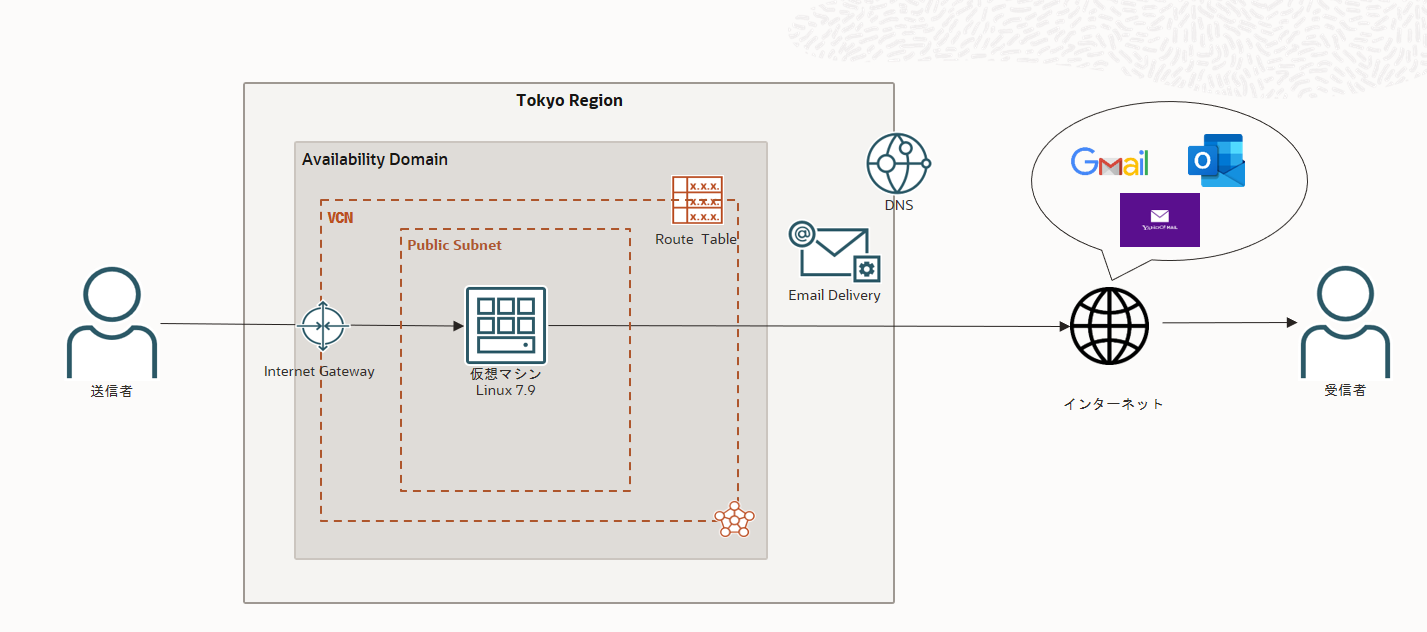 Tokyo Region
Availability Domain
VCN
Public Subnet
x.x.x.
x.x.x.
x.x.x.
Route Table
DNS
@
Email Delivery
Gmail
O
YAHOO! MAIL
送信者
Internet Gateway
仮想マシン
Linux 7.9
インターネット
受信者